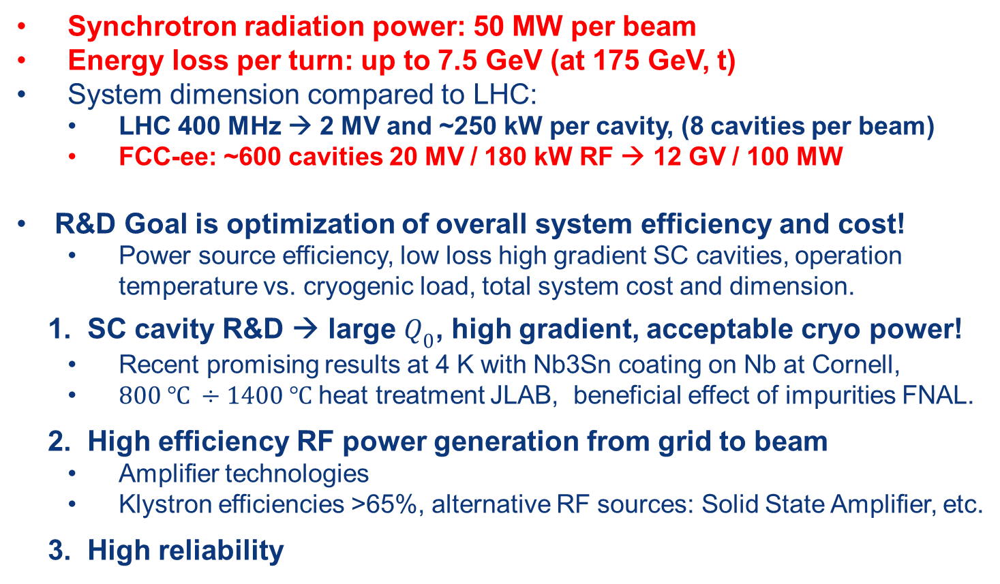 • Synchrotron radiation power: 50 MW per beam
• Energy loss per turn: up to 7.5 GeV (at 175 GeV, t)
• System dimension compared to LHC:
• LHC 400 MHz → 2 MV and ~250 kW per cavity, (8 cavities per beam)
• FCC-ee: ~600 cavities 20 MV / 180 kW RF → 12 GV / 100 MW
• R&D Goal is optimization of overall system efficiency and cost!
• Power source efficiency, low loss high gradient SC cavities, operation
temperature vs. cryogenic load, total system cost and dimension.
1. SC cavity R&D → large Q₀, high gradient, acceptable cryo power!
• Recent promising results at 4 K with Nb3Sn coating on Nb at Cornell,
• 800 °C ÷ 1400 °C heat treatment JLAB, beneficial effect of impurities FNAL.
2. High efficiency RF power generation from grid to beam
• Amplifier technologies
• Klystron efficiencies >65%, alternative RF sources: Solid State Amplifier, etc.
3. High reliability